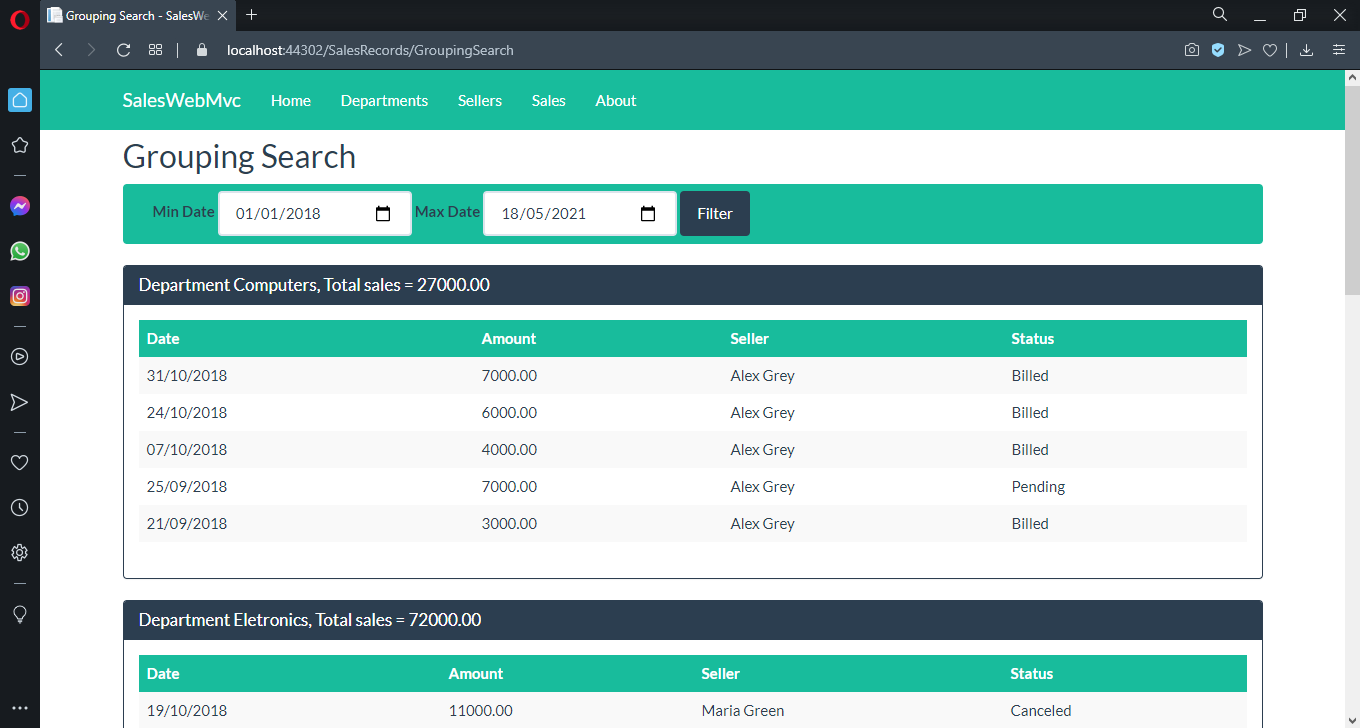 Grouping Search - SalesWe
localhost:44302/SalesRecords/GroupingSearch
SalesWebMvc Home Departments Sellers Sales About
Grouping Search
Min Date 01/01/2018 Max Date 18/05/2021 Filter
Department Computers, Total sales = 27000.00
Date Amount Seller Status
31/10/2018 7000.00 Alex Grey Billed
24/10/2018 6000.00 Alex Grey Billed
07/10/2018 4000.00 Alex Grey Billed
25/09/2018 7000.00 Alex Grey Pending
21/09/2018 3000.00 Alex Grey Billed
Department Eletronics, Total sales = 72000.00
Date Amount Seller Status
19/10/2018 11000.00 Maria Green Canceled